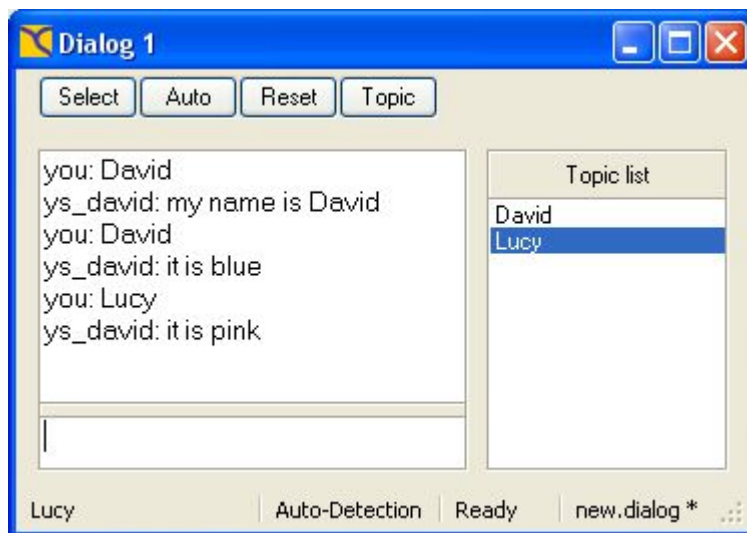 Dialog 1
Select Auto Reset Topic
you: David
ys_david: my name is David
you: David
ys_david: it is blue
you: Lucy
ys_david: it is pink
Topic list
David
Lucy
Lucy Auto-Detection Ready new.dialog *